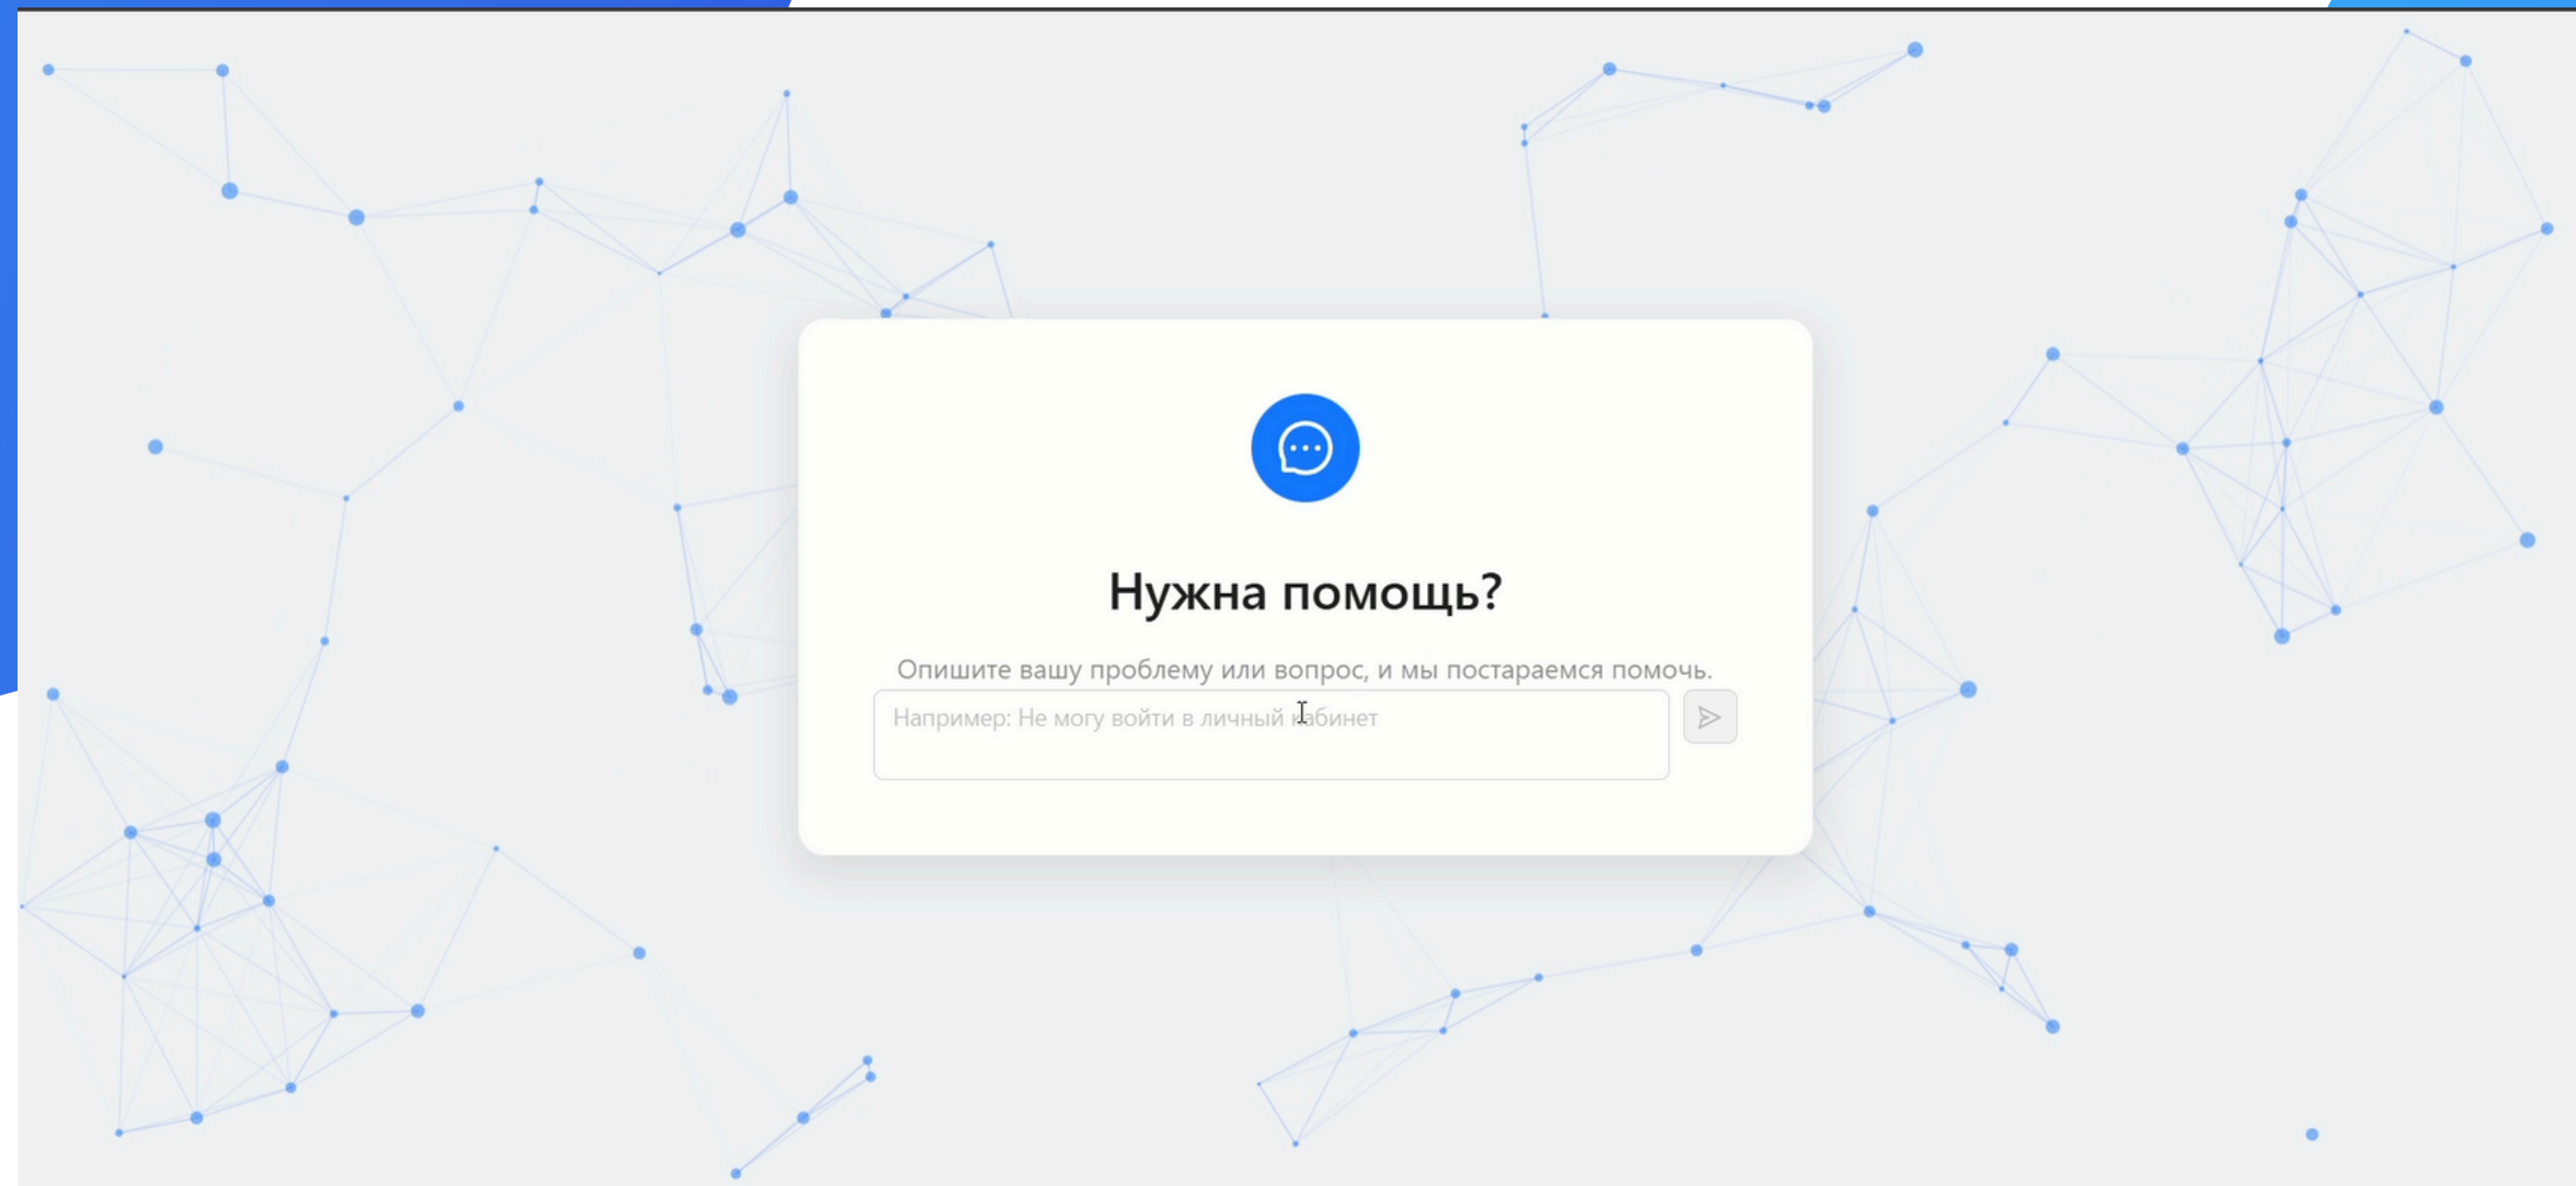 Нужна помощь?
Опишите вашу проблему или вопрос, и мы постараемся помочь.
Например: Не могу войти в личный кабинет